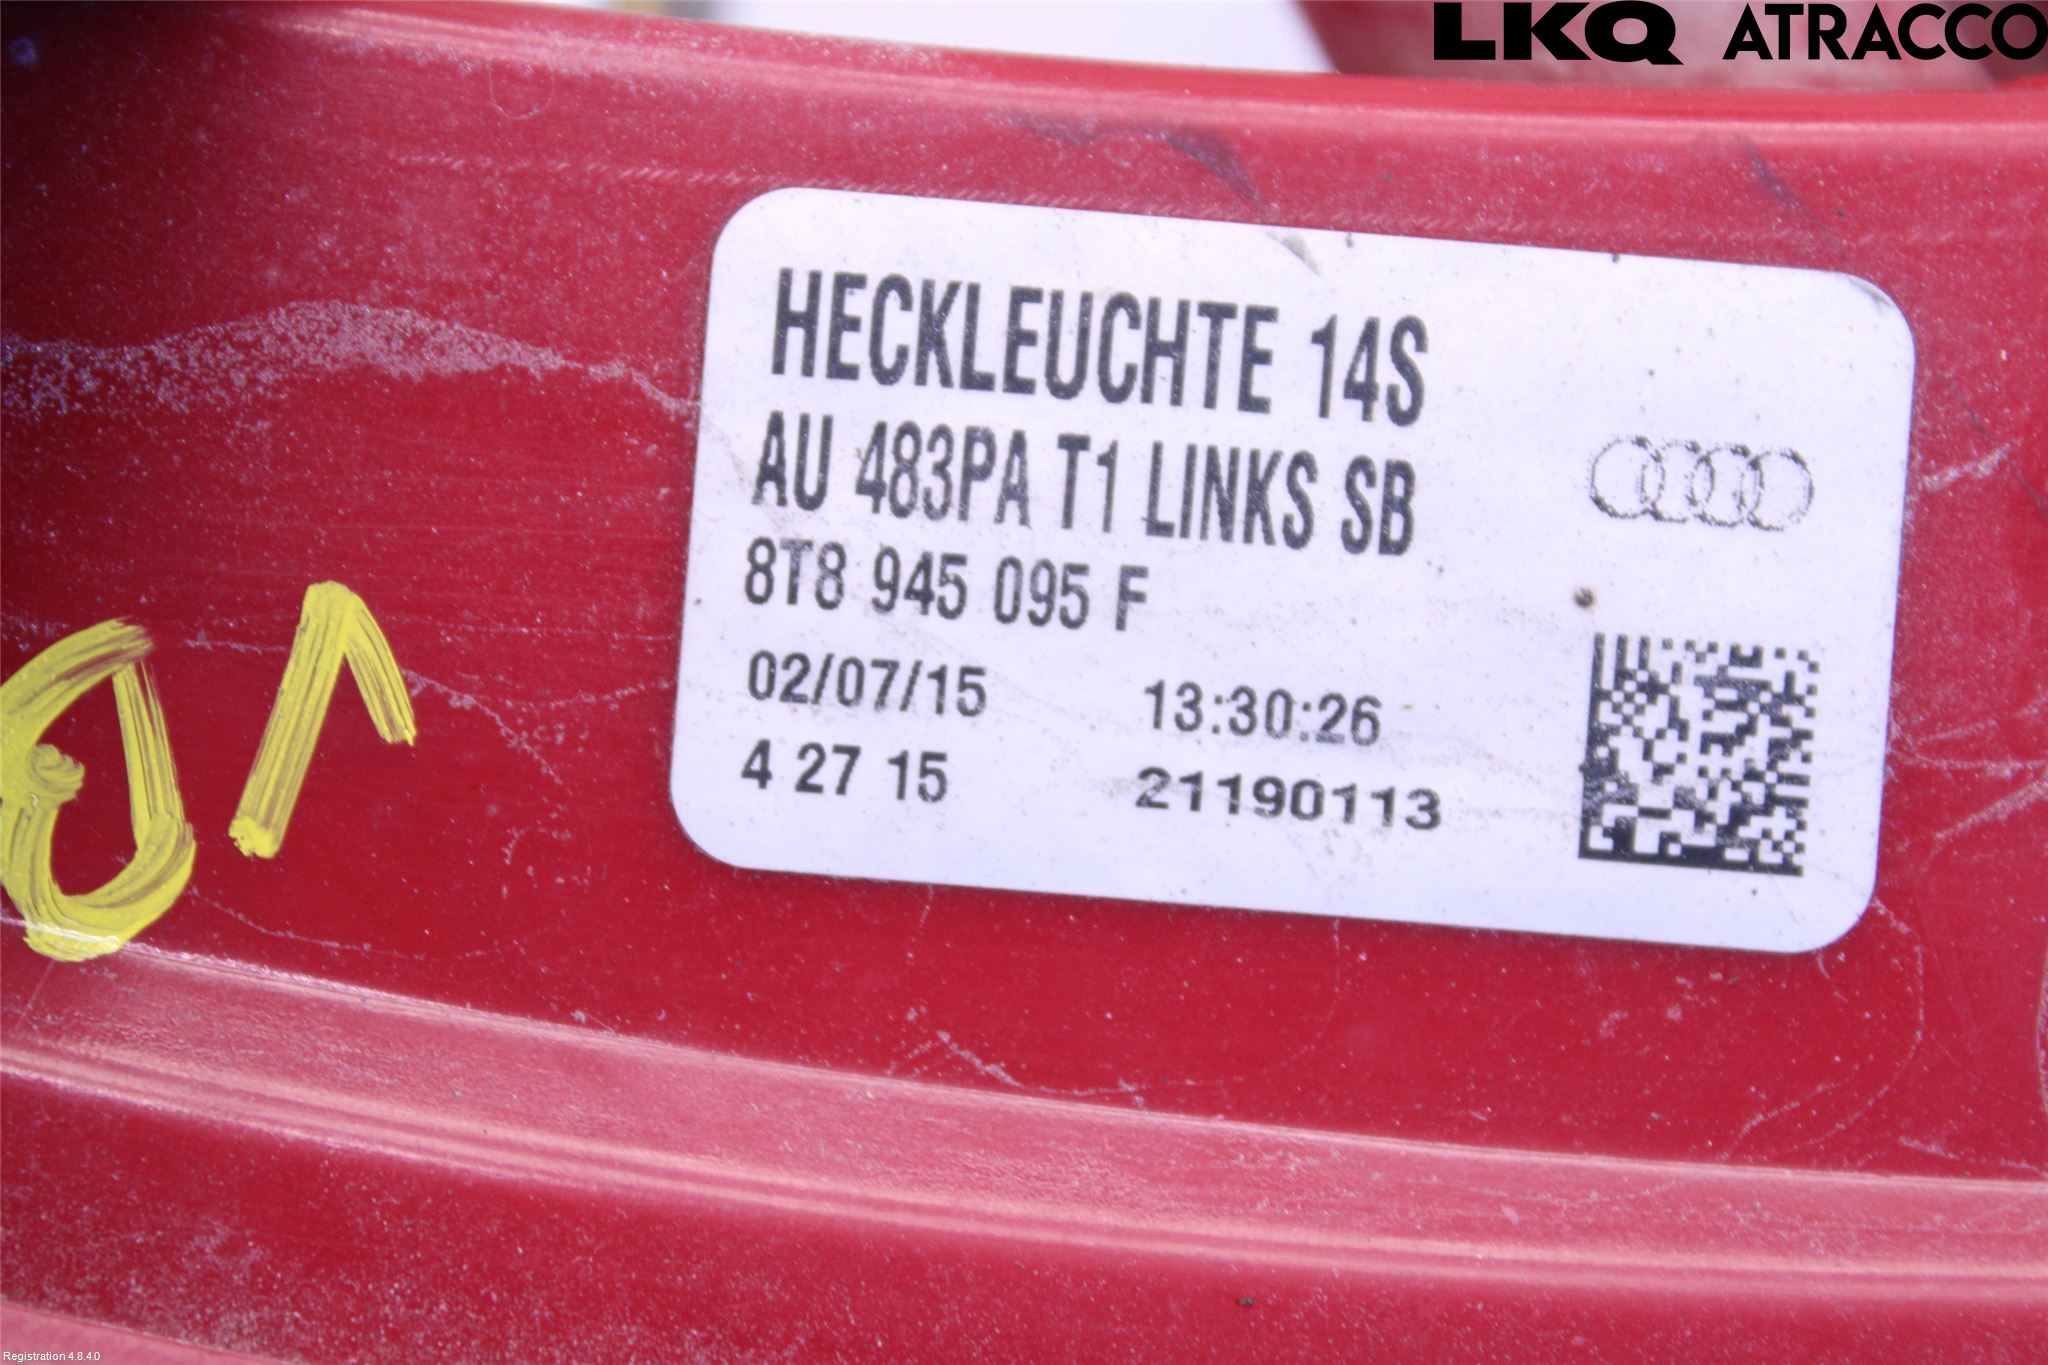 LKQ ATRACCO
HECKLEUCHTE 14S
AU 483PA T1 LINKS SB
8T8 945 095 F
02/07/15 13:30:26
4 27 15 21190113
Registration 4.8.4.0